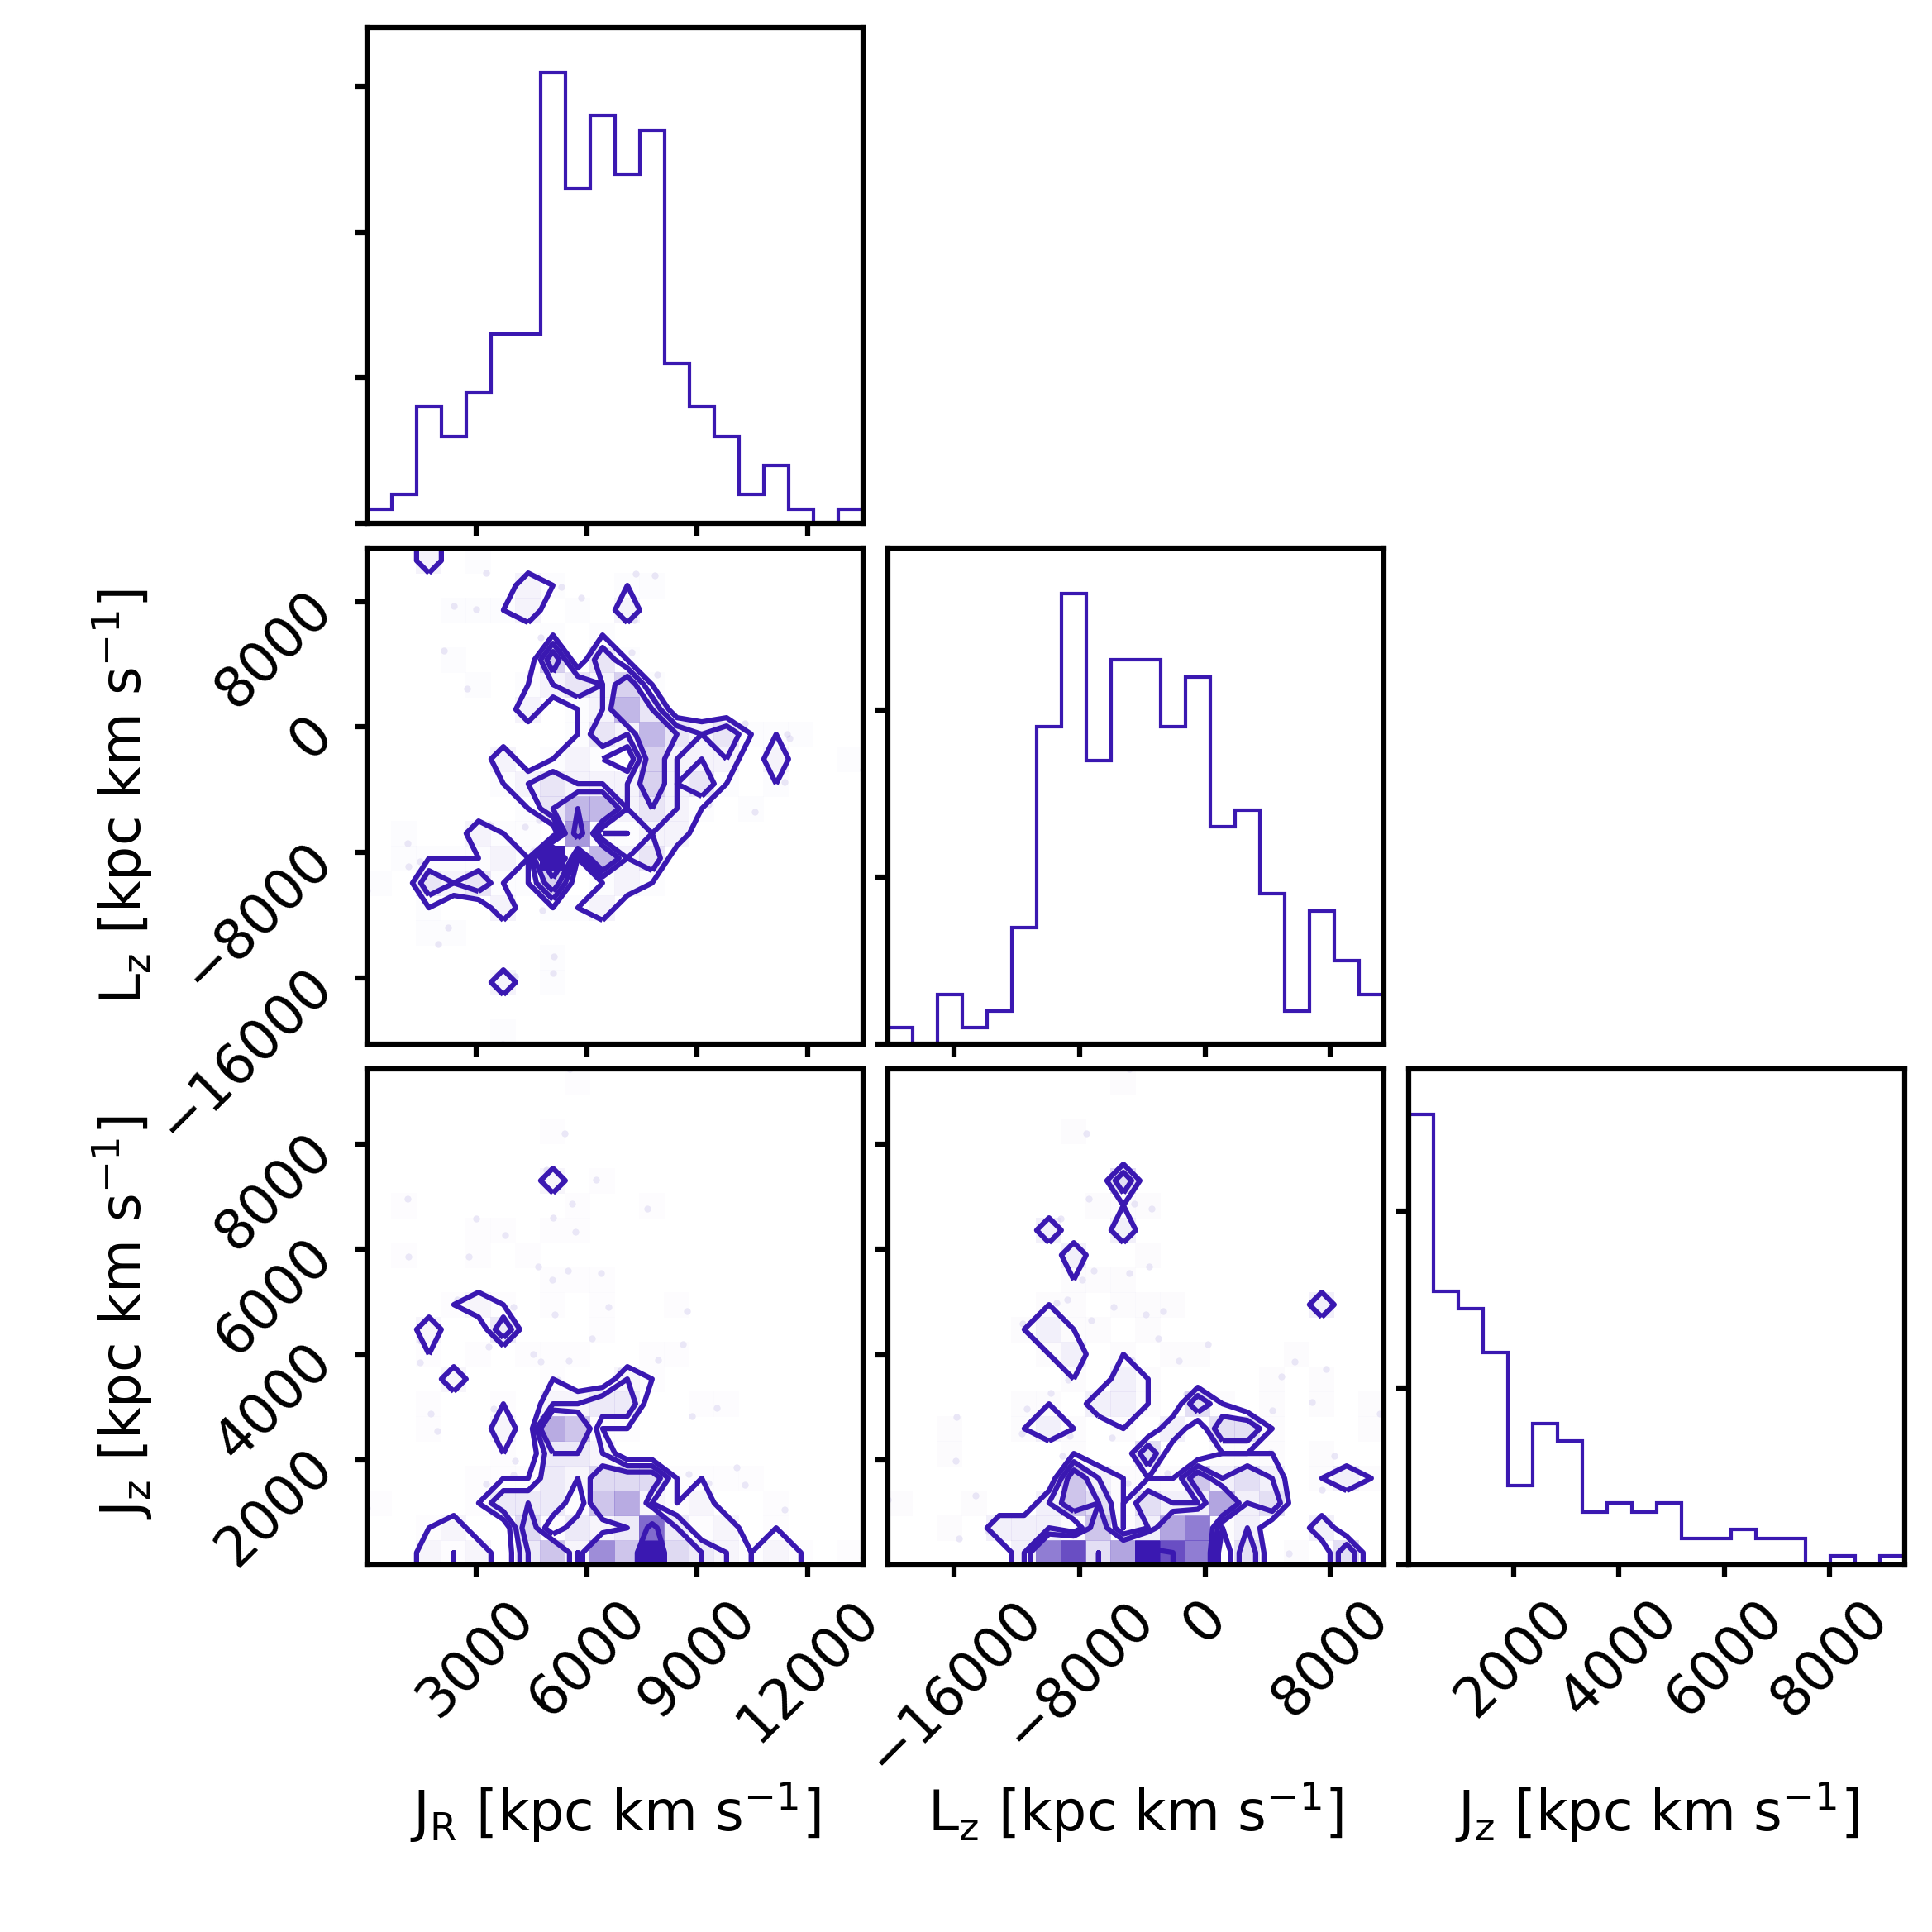 L_z [kpc km s⁻¹]
8000
0
−8000
−16000
J_z [kpc km s⁻¹]
8000
6000
4000
2000
3000 6000 9000 12000
−16000 −8000 0 8000
2000 4000 6000 8000
J_R [kpc km s⁻¹]
L_z [kpc km s⁻¹]
J_z [kpc km s⁻¹]